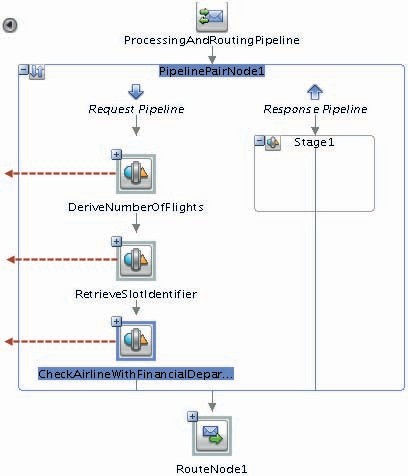 ProcessingAndRoutingPipeline
PipelinePairNode1
Request Pipeline
Response Pipeline
Stage1
DeriveNumberOfFlights
RetrieveSlotIdentifier
CheckAirlineWithFinancialDepar...
RouteNode1